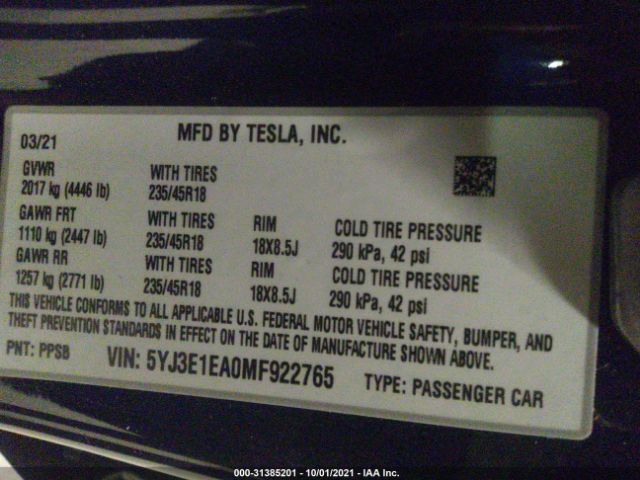 03/21 MFD BY TESLA, INC.
GVWR WITH TIRES
2017 kg (4446 lb) 235/45R18
GAWR FRT WITH TIRES RIM COLD TIRE PRESSURE
1110 kg (2447 lb) 235/45R18 18X8.5J 290 kPa, 42 psi
GAWR RR WITH TIRES RIM COLD TIRE PRESSURE
1257 kg (2771 lb) 235/45R18 18X8.5J 290 kPa, 42 psi
THIS VEHICLE CONFORMS TO ALL APPLICABLE U.S. FEDERAL MOTOR VEHICLE SAFETY, BUMPER, AND
THEFT PREVENTION STANDARDS IN EFFECT ON THE DATE OF MANUFACTURE SHOWN ABOVE.
PNT: PPSB VIN: 5YJ3E1EA0MF922765 TYPE: PASSENGER CAR
000-31385201 - 10/01/2021 - IAA Inc.